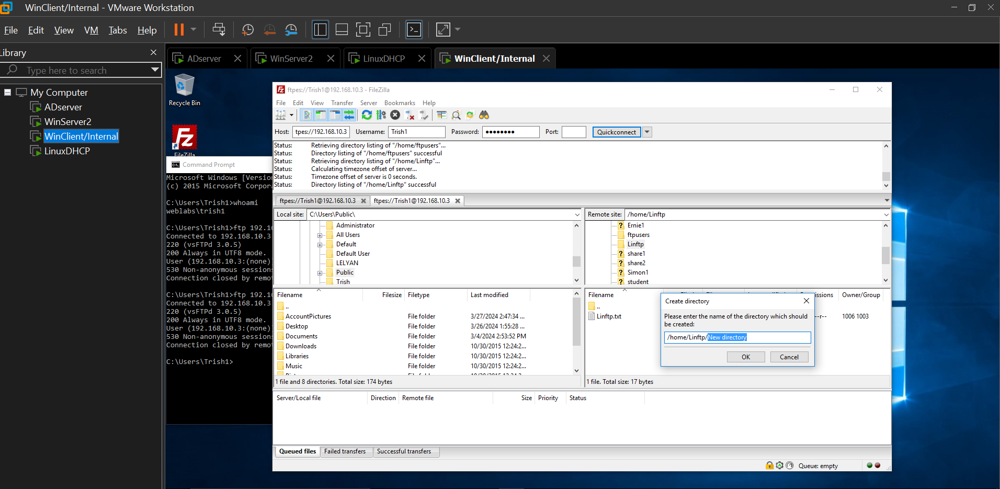 WinClient/Internal - VMware Workstation
File Edit View VM Tabs Help
Library
Type here to search
My Computer
ADserver
WinServer2
WinClient/Internal
LinuxDHCP
ADserver WinServer2 LinuxDHCP WinClient/Internal
Recycle Bin
FileZilla
Command Prompt
Microsoft Windows [Version
(c) 2015 Microsoft Corpora
C:\Users\Trish1>whoami
weblabs\trish1
C:\Users\Trish1>ftp 192.16
Connected to 192.168.10.3
220 (vsFTPd 3.0.5)
200 Always in UTF8 mode.
User (192.168.10.3:(none)
530 Non-anonymous sessions
Connection closed by remot
C:\Users\Trish1>ftp 192.16
Connected to 192.168.10.3
220 (vsFTPd 3.0.5)
200 Always in UTF8 mode.
User (192.168.10.3:(none)
530 Non-anonymous sessions
Connection closed by remot
C:\Users\Trish1>
ftpes://Trish1@192.168.10.3 - FileZilla
File Edit View Transfer Server Bookmarks Help
Host: tpes://192.168.10.3 Username: Trish1 Password: ●●●●●●●● Port: Quickconnect
Status: Retrieving directory listing of "/home/ftpusers"...
Status: Directory listing of "/home/ftpusers" successful
Status: Retrieving directory listing of "/home/Linftp"...
Status: Calculating timezone offset of server...
Status: Timezone offset of server is 0 seconds.
Status: Directory listing of "/home/Linftp" successful
ftpes://Trish1@192.168.10.3 ftpes://Trish1@192.168.10.3
Local site: C:\Users\Public\
Administrator
All Users
Default
Default User
LELYAN
Public
Trish
Remote site: /home/Linftp
Ernie1
ftpusers
Linftp
share1
share2
Simon1
student
Filename Filesize Filetype Last modified
..
AccountPictures File folder 3/27/2024 2:47:34 ...
Desktop File folder 3/26/2024 1:55:28 ...
Documents File folder 3/4/2024 2:53:52 PM
Downloads File folder 10/30/2015 12:24:2...
Libraries File folder 10/30/2015 12:24:2...
Music File folder 10/30/2015 12:24:2...
1 file and 8 directories. Total size: 174 bytes
Filename issions Owner/Group
..
Linftp.txt --r-- 1006 1003
1 file. Total size: 17 bytes
Create directory
Please enter the name of the directory which should
be created:
/home/Linftp/New directory
OK Cancel
Server/Local file Direction Remote file Size Priority Status
Queued files Failed transfers Successful transfers
Queue: empty